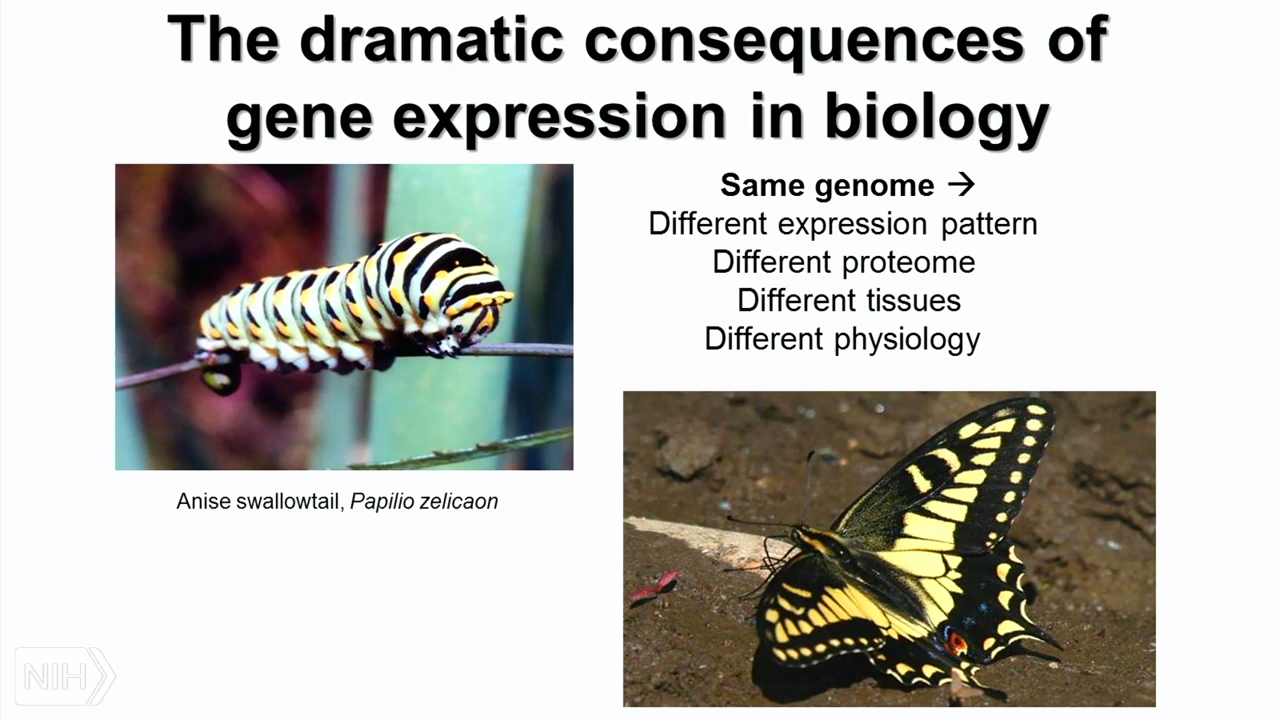 The dramatic consequences of
gene expression in biology
Same genome →
Different expression pattern
Different proteome
Different tissues
Different physiology
Anise swallowtail, Papilio zelicaon
NIH